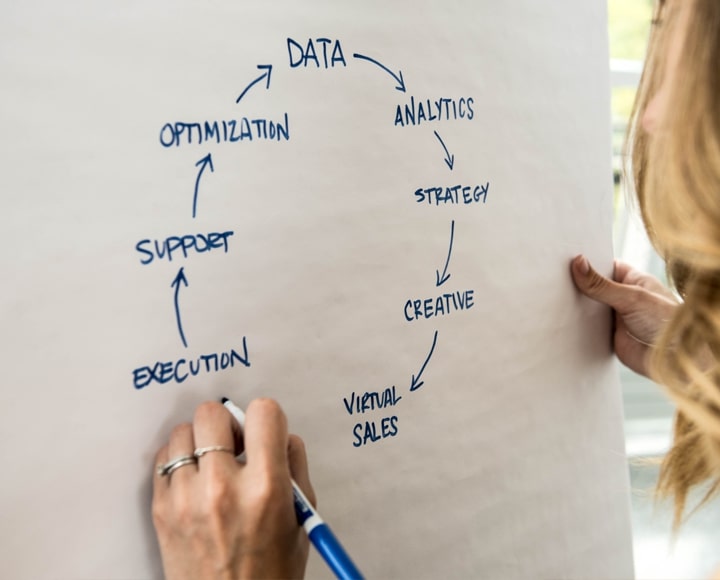 DATA
ANALYTICS
STRATEGY
CREATIVE
VIRTUAL
SALES
EXECUTION
SUPPORT
OPTIMIZATION